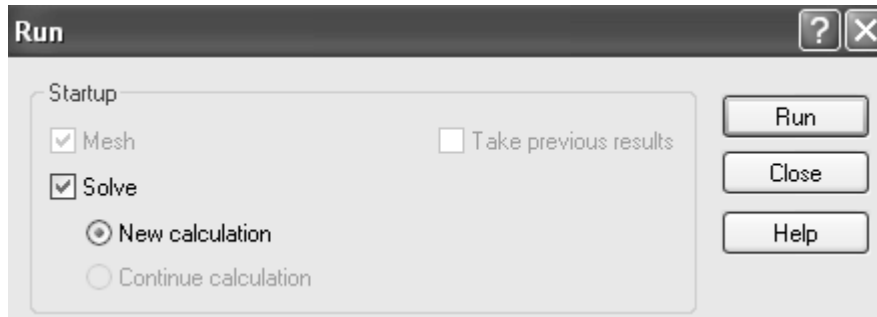 Run
Startup
Mesh
Take previous results
Solve
New calculation
Continue calculation
Run
Close
Help